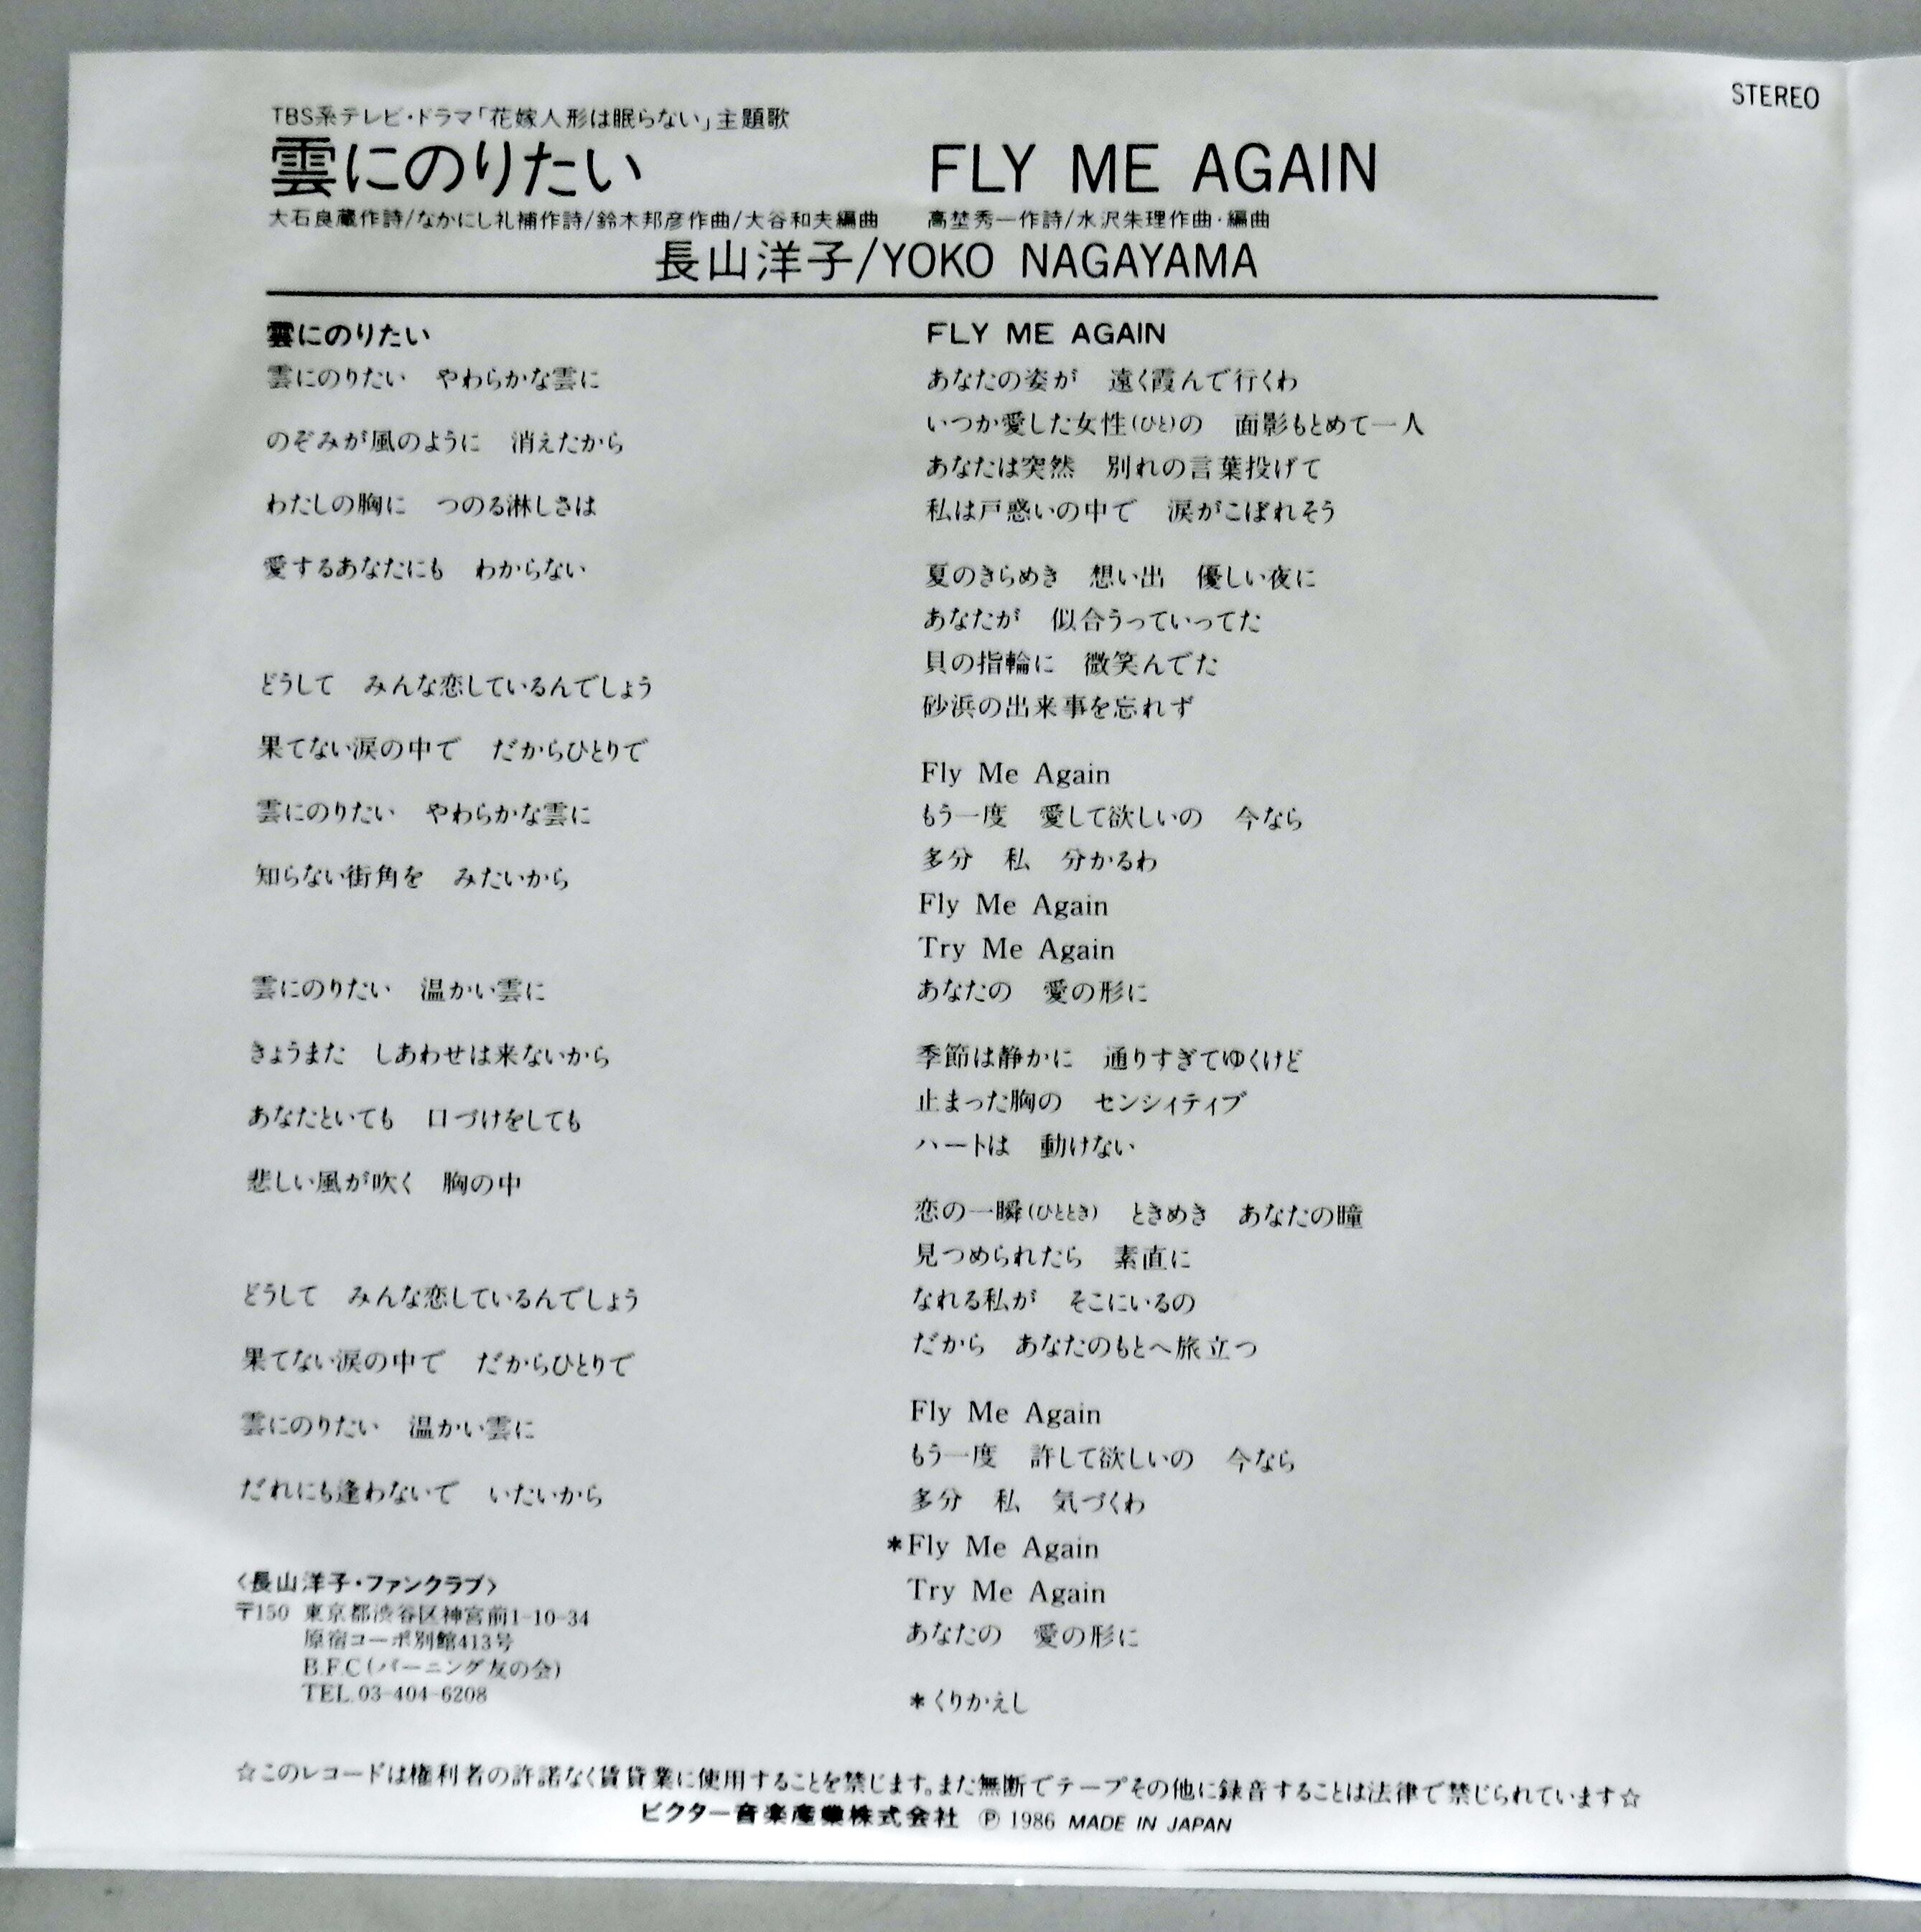 STEREO
TBS系テレビ・ドラマ「花嫁人形は眠らない」主題歌
雲にのりたい
大石良蔵作詩/なかにし礼補作詩/鈴木邦彦作曲/大谷和夫編曲
FLY ME AGAIN
高埜秀一作詩/水沢朱理作曲・編曲
長山洋子/YOKO NAGAYAMA
雲にのりたい
雲にのりたい　やわらかな雲に
のぞみが風のように　消えたから
わたしの胸に　つのる淋しさは
愛するあなたにも　わからない
どうして　みんな恋しているんでしょう
果てない涙の中で　だからひとりで
雲にのりたい　やわらかな雲に
知らない街角を　みたいから
雲にのりたい　温かい雲に
きょうまた　しあわせは来ないから
あなたといても　口づけをしても
悲しい風が吹く　胸の中
どうして　みんな恋しているんでしょう
果てない涙の中で　だからひとりで
雲にのりたい　温かい雲に
だれにも逢わないで　いたいから
〈長山洋子・ファンクラブ〉
〒150 東京都渋谷区神宮前1-10-34
原宿コーポ別館413号
B.F.C(バーニング友の会)
TEL.03-404-6208
FLY ME AGAIN
あなたの姿が　遠く霞んで行くわ
いつか愛した女性(ひと)の　面影もとめて一人
あなたは突然　別れの言葉投げて
私は戸惑いの中で　涙がこぼれそう
夏のきらめき　想い出　優しい夜に
あなたが　似合うっていってた
貝の指輪に　微笑んでた
砂浜の出来事を忘れず
Fly Me Again
もう一度　愛して欲しいの　今なら
多分　私　分かるわ
Fly Me Again
Try Me Again
あなたの　愛の形に
季節は静かに　通りすぎてゆくけど
止まった胸の　センシィティブ
ハートは　動けない
恋の一瞬(ひととき)　ときめき　あなたの瞳
見つめられたら　素直に
なれる私が　そこにいるの
だから　あなたのもとへ旅立つ
Fly Me Again
もう一度　許して欲しいの　今なら
多分　私　気づくわ
*Fly Me Again
Try Me Again
あなたの　愛の形に
*くりかえし
☆このレコードは権利者の許諾なく賃貸業に使用することを禁じます。また無断でテープその他に録音することは法律で禁じられています☆
ビクター音楽産業株式会社 Ⓟ 1986 MADE IN JAPAN